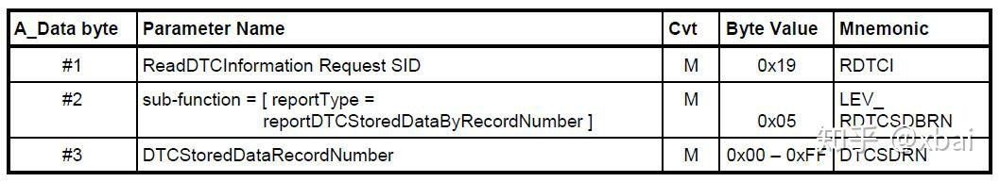 A_Data byte Parameter Name Cvt Byte Value Mnemonic
#1 ReadDTCInformation Request SID M 0x19 RDTCI
#2 sub-function = [ reportType = M LEV_
reportDTCStoredDataByRecordNumber ] 0x05 RDTCSDBRN
#3 DTCStoredDataRecordNumber M 0x00 – 0xFF DTCSDRN
知乎 @xbai